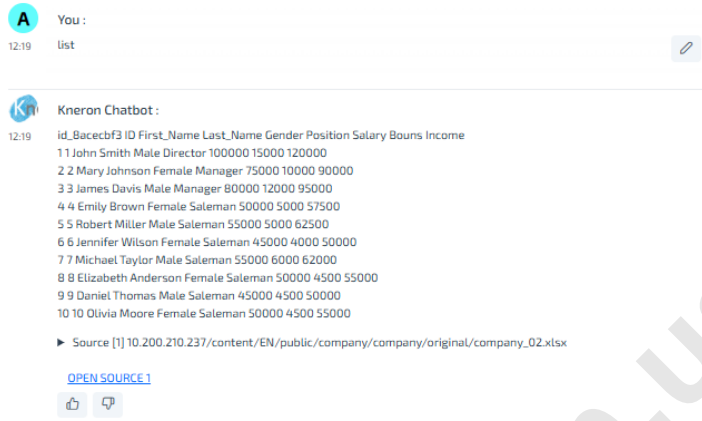 A
You :
12:19
list
Kn
Kneron Chatbot :
12:19
id_8acecbf3 ID First_Name Last_Name Gender Position Salary Bouns Income
1 1 John Smith Male Director 100000 15000 120000
2 2 Mary Johnson Female Manager 75000 10000 90000
3 3 James Davis Male Manager 80000 12000 95000
4 4 Emily Brown Female Saleman 50000 5000 57500
5 5 Robert Miller Male Saleman 55000 5000 62500
6 6 Jennifer Wilson Female Saleman 45000 4000 50000
7 7 Michael Taylor Male Saleman 55000 6000 62000
8 8 Elizabeth Anderson Female Saleman 50000 4500 55000
9 9 Daniel Thomas Male Saleman 45000 4500 50000
10 10 Olivia Moore Female Saleman 50000 4500 55000
Source [1] 10.200.210.237/content/EN/public/company/company/original/company_02.xlsx
OPEN SOURCE 1